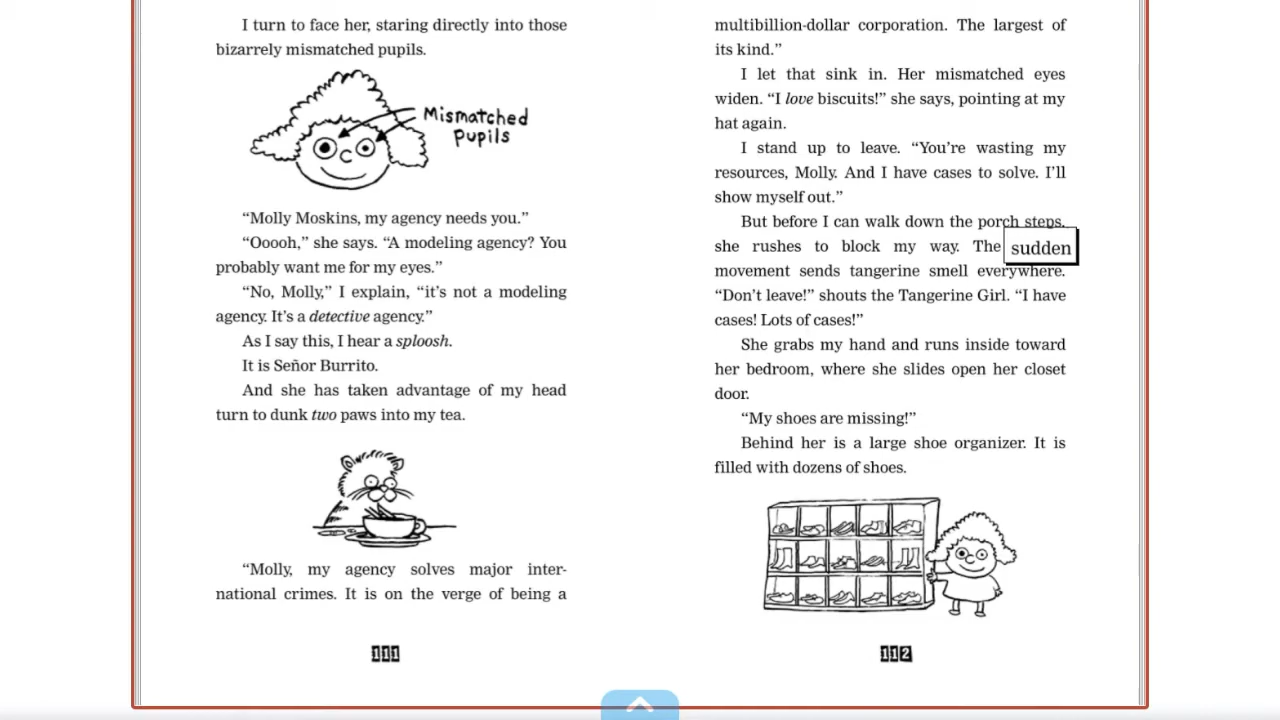 I turn to face her, staring directly into those
bizarrely mismatched pupils.
Mismatched
Pupils
“Molly Moskins, my agency needs you.”
“Ooooh,” she says. “A modeling agency? You
probably want me for my eyes.”
“No, Molly,” I explain, “it’s not a modeling
agency. It’s a detective agency.”
As I say this, I hear a sploosh.
It is Señor Burrito.
And she has taken advantage of my head
turn to dunk two paws into my tea.
“Molly, my agency solves major inter-
national crimes. It is on the verge of being a
111
multibillion-dollar corporation. The largest of
its kind.”
I let that sink in. Her mismatched eyes
widen. “I love biscuits!” she says, pointing at my
hat again.
I stand up to leave. “You’re wasting my
resources, Molly. And I have cases to solve. I’ll
show myself out.”
But before I can walk down the porch steps,
she rushes to block my way. The sudden
movement sends tangerine smell everywhere.
“Don’t leave!” shouts the Tangerine Girl. “I have
cases! Lots of cases!”
She grabs my hand and runs inside toward
her bedroom, where she slides open her closet
door.
“My shoes are missing!”
Behind her is a large shoe organizer. It is
filled with dozens of shoes.
112